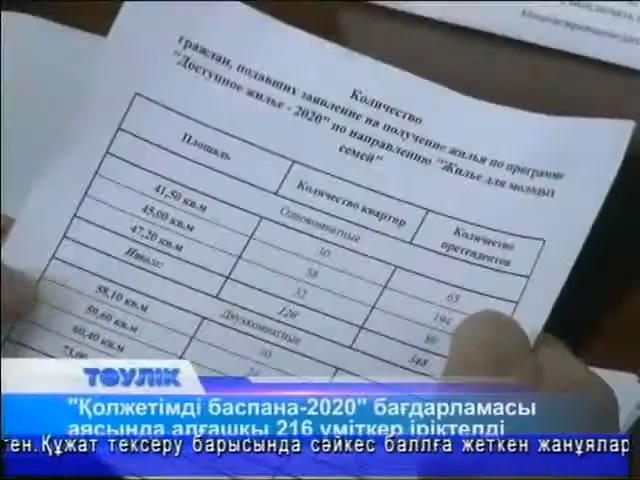 Количество
граждан, подавших заявление на получение жилья по программе
"Доступное жилье - 2020" по направлению "Жилье для молодых
семей"
Площадь Количество квартир Количество претендентов
Однокомнатные
41,50 кв.м 30 65
45,00 кв.м 58 194
47,20 кв.м 32
Итого: 120 348
Двухкомнатные
58,10 кв.м 30
59,60 кв.м
60,40 кв.м
ТӘУЛІК
"Қолжетімді баспана-2020" бағдарламасы
аясында алғашқы 216 үміткер іріктелді
тен.Құжат тексеру барысында сәйкес баллға жеткен жанұялар